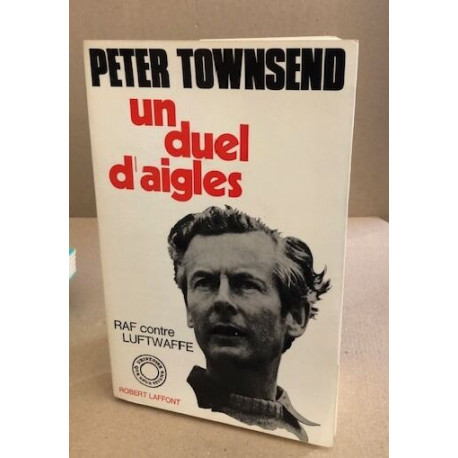 PETER TOWNSEND
un
duel
d'aigles
RAF contre
LUFTWAFFE
ROBERT LAFFONT